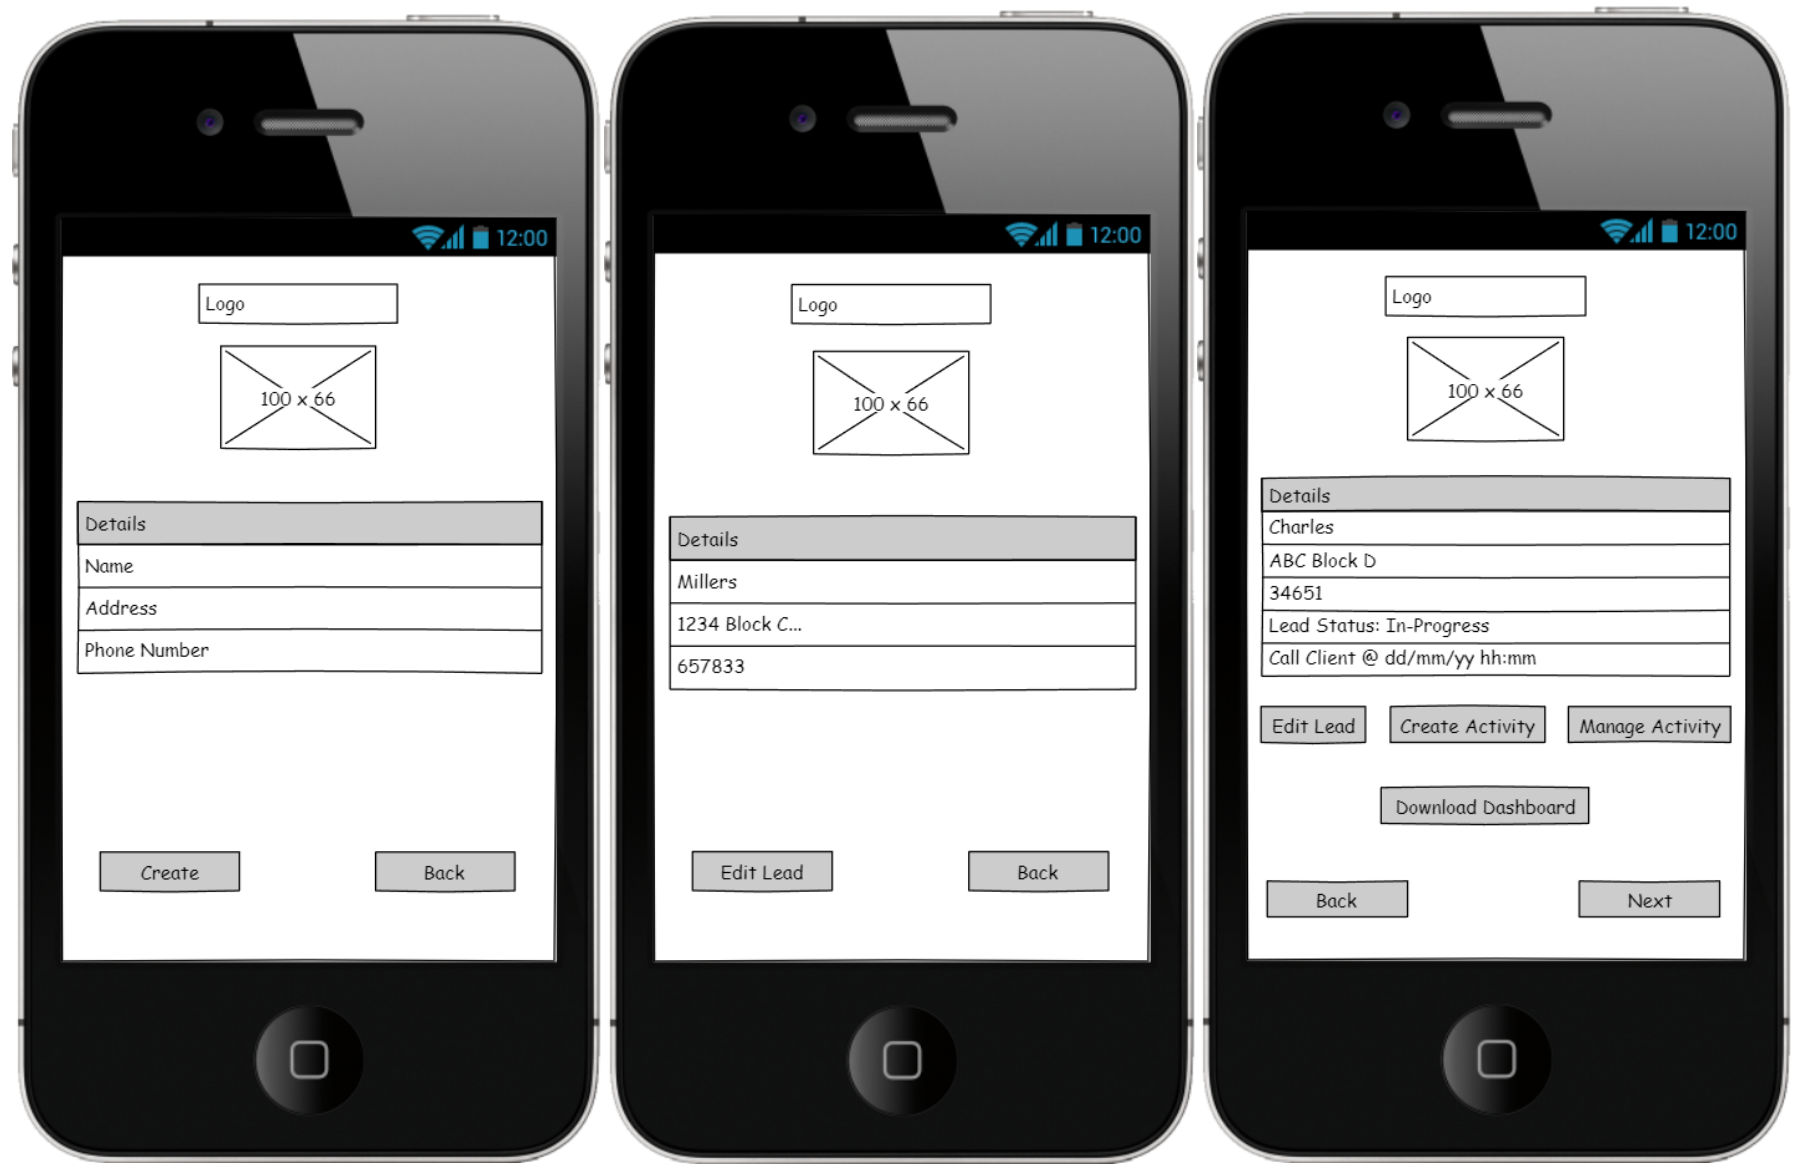 12:00
Logo
100 x 66
Details
Name
Address
Phone Number
Create
Back
12:00
Logo
100 x 66
Details
Millers
1234 Block C...
657833
Edit Lead
Back
12:00
Logo
100 x 66
Details
Charles
ABC Block D
34651
Lead Status: In-Progress
Call Client @ dd/mm/yy hh:mm
Edit Lead
Create Activity
Manage Activity
Download Dashboard
Back
Next